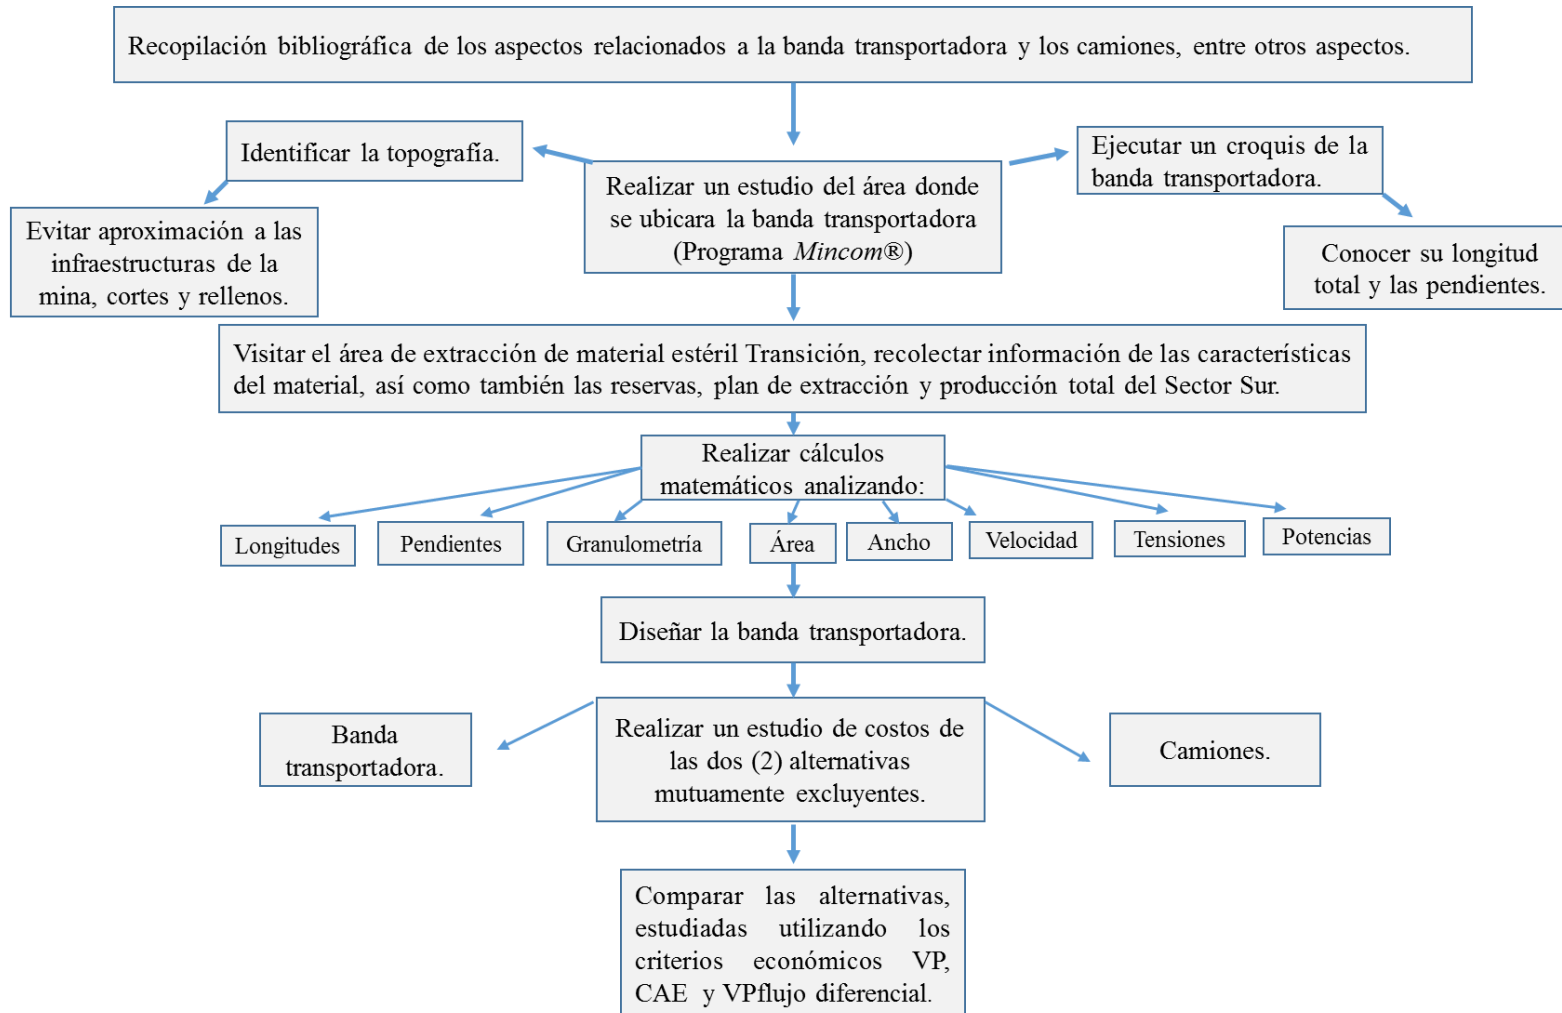 Recopilación bibliográfica de los aspectos relacionados a la banda transportadora y los camiones, entre otros aspectos.
Identificar la topografía.
Ejecutar un croquis de la
banda transportadora.
Realizar un estudio del área donde
se ubicara la banda transportadora
(Programa Mincom®)
Evitar aproximación a las
infraestructuras de la
mina, cortes y rellenos.
Conocer su longitud
total y las pendientes.
Visitar el área de extracción de material estéril Transición, recolectar información de las características
del material, así como también las reservas, plan de extracción y producción total del Sector Sur.
Realizar cálculos
matemáticos analizando:
Longitudes
Pendientes
Granulometría
Área
Ancho
Velocidad
Tensiones
Potencias
Diseñar la banda transportadora.
Banda
transportadora.
Realizar un estudio de costos de
las dos (2) alternativas
mutuamente excluyentes.
Camiones.
Comparar las alternativas,
estudiadas utilizando los
criterios económicos VP,
CAE y VPflujo diferencial.